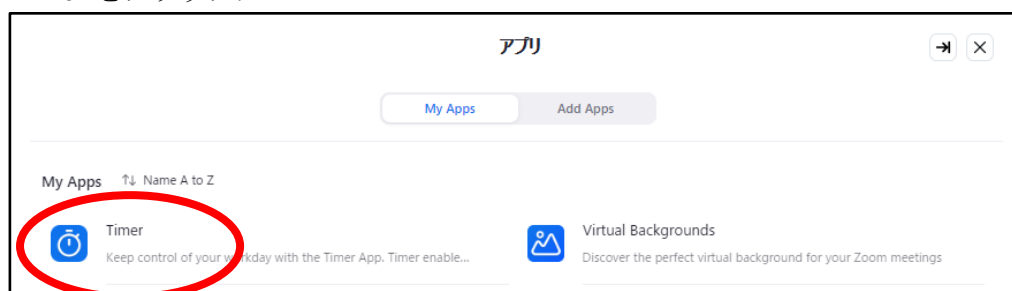 アプリ
My Apps
Add Apps
My Apps ↑↓ Name A to Z
Timer
Keep control of your workday with the Timer App. Timer enable...
Virtual Backgrounds
Discover the perfect virtual background for your Zoom meetings